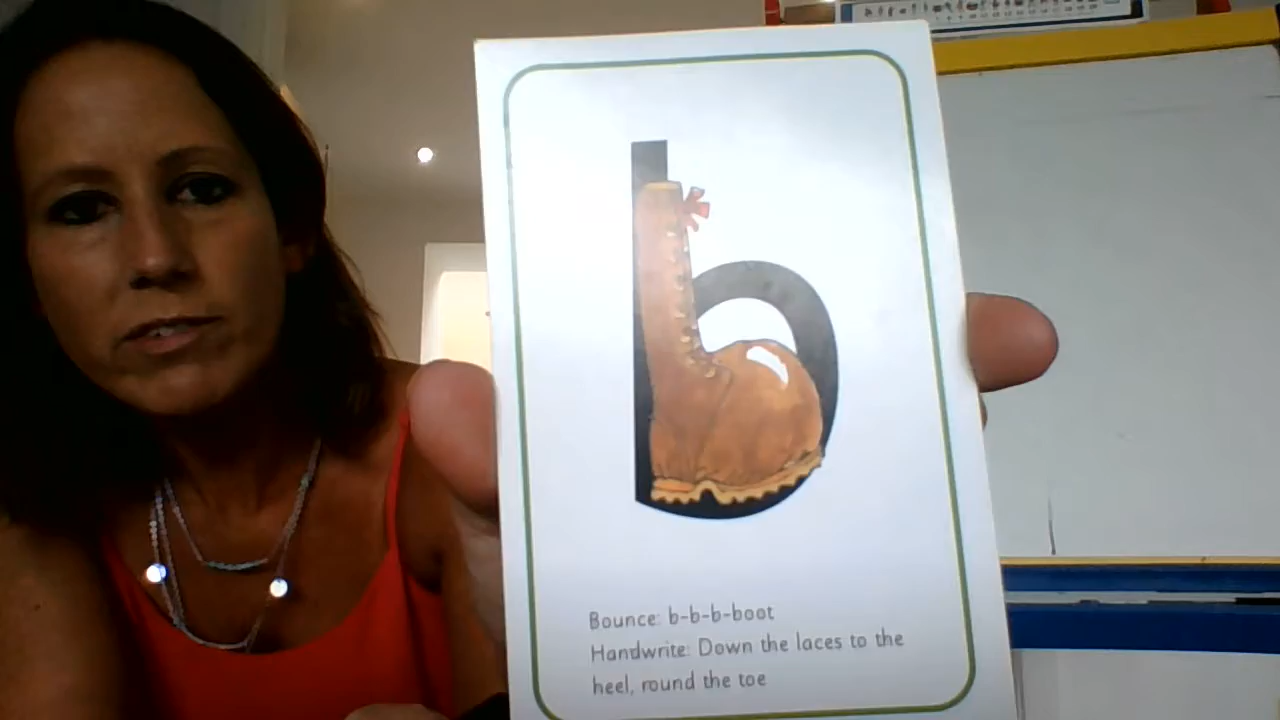 b
Bounce: b-b-b-boot
Handwrite: Down the laces to the
heel, round the toe